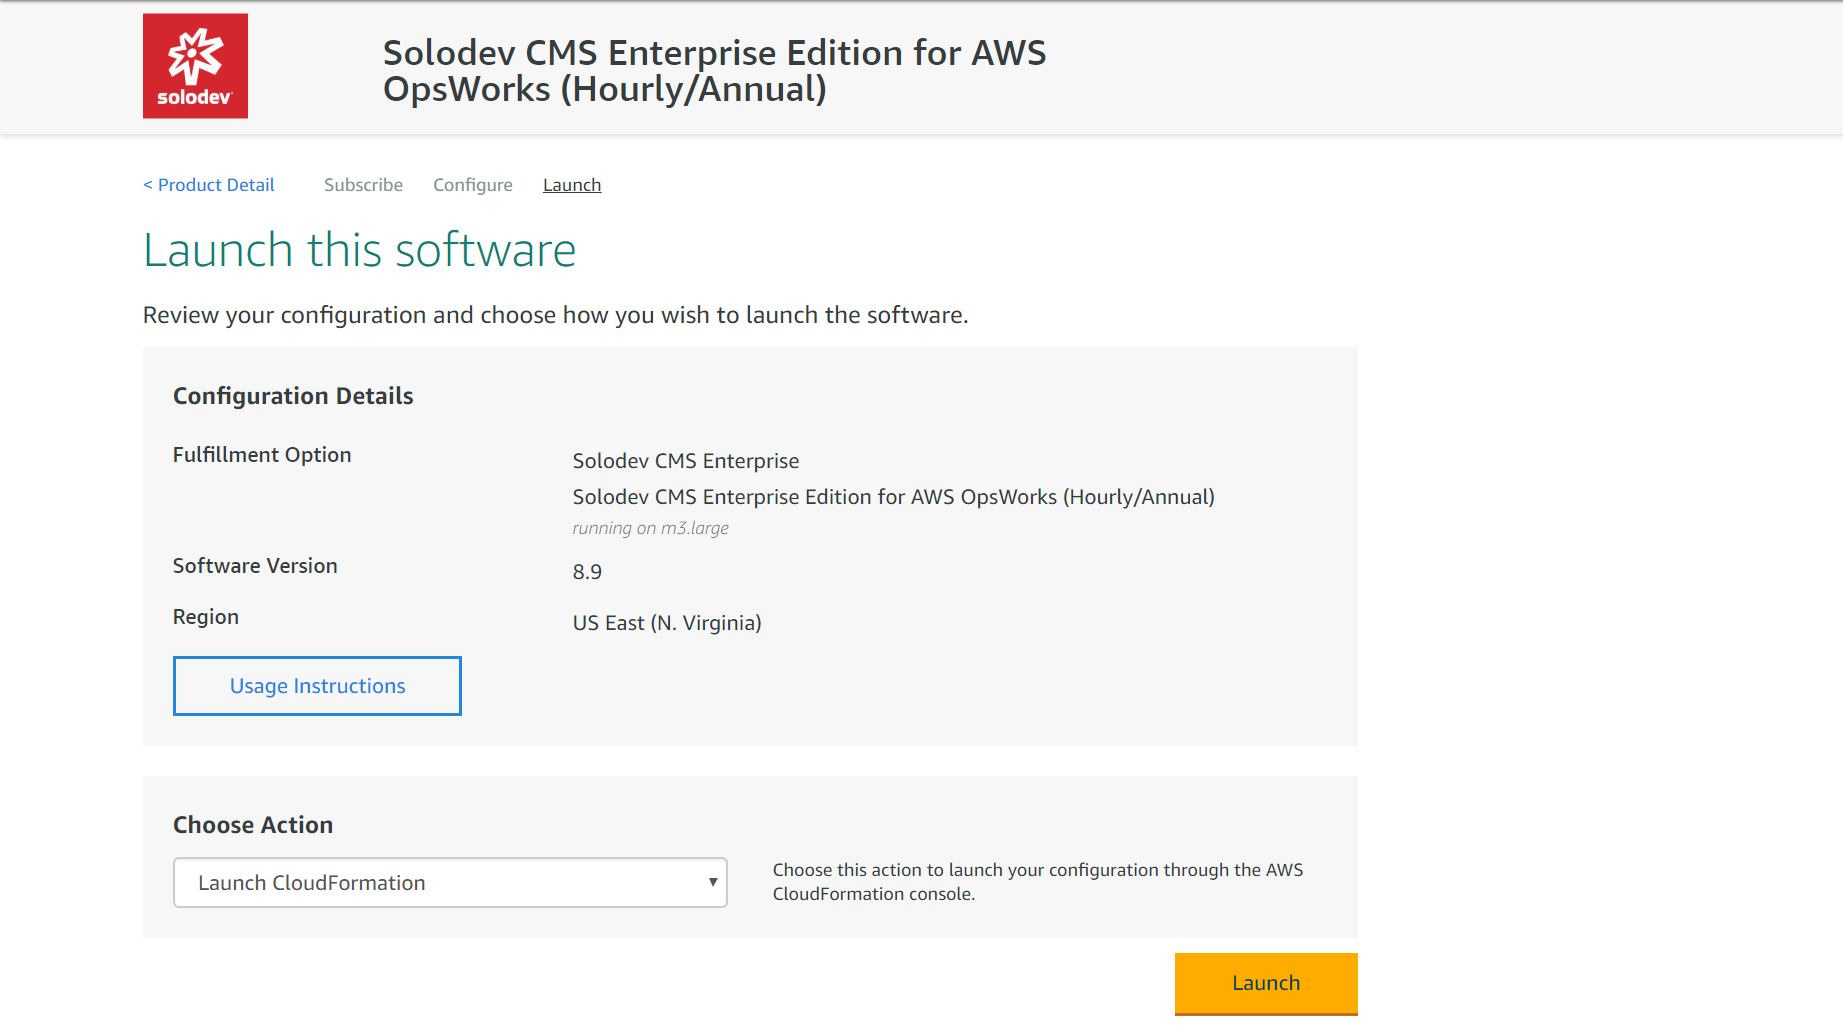 solodev
Solodev CMS Enterprise Edition for AWS
OpsWorks (Hourly/Annual)
< Product Detail Subscribe Configure Launch
Launch this software
Review your configuration and choose how you wish to launch the software.
Configuration Details
Fulfillment Option
Solodev CMS Enterprise
Solodev CMS Enterprise Edition for AWS OpsWorks (Hourly/Annual)
running on m3.large
Software Version
8.9
Region
US East (N. Virginia)
Usage Instructions
Choose Action
Launch CloudFormation
Choose this action to launch your configuration through the AWS
CloudFormation console.
Launch